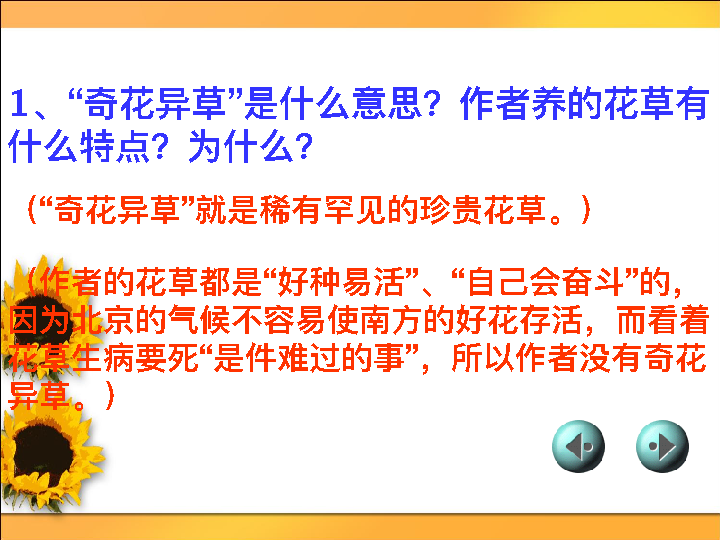 1、“奇花异草”是什么意思？作者养的花草有
什么特点？为什么？
（“奇花异草”就是稀有罕见的珍贵花草。）
（作者的花草都是“好种易活”、“自己会奋斗”的，
因为北京的气候不容易使南方的好花存活，而看着
花草生病要死“是件难过的事”，所以作者没有奇花
异草。）